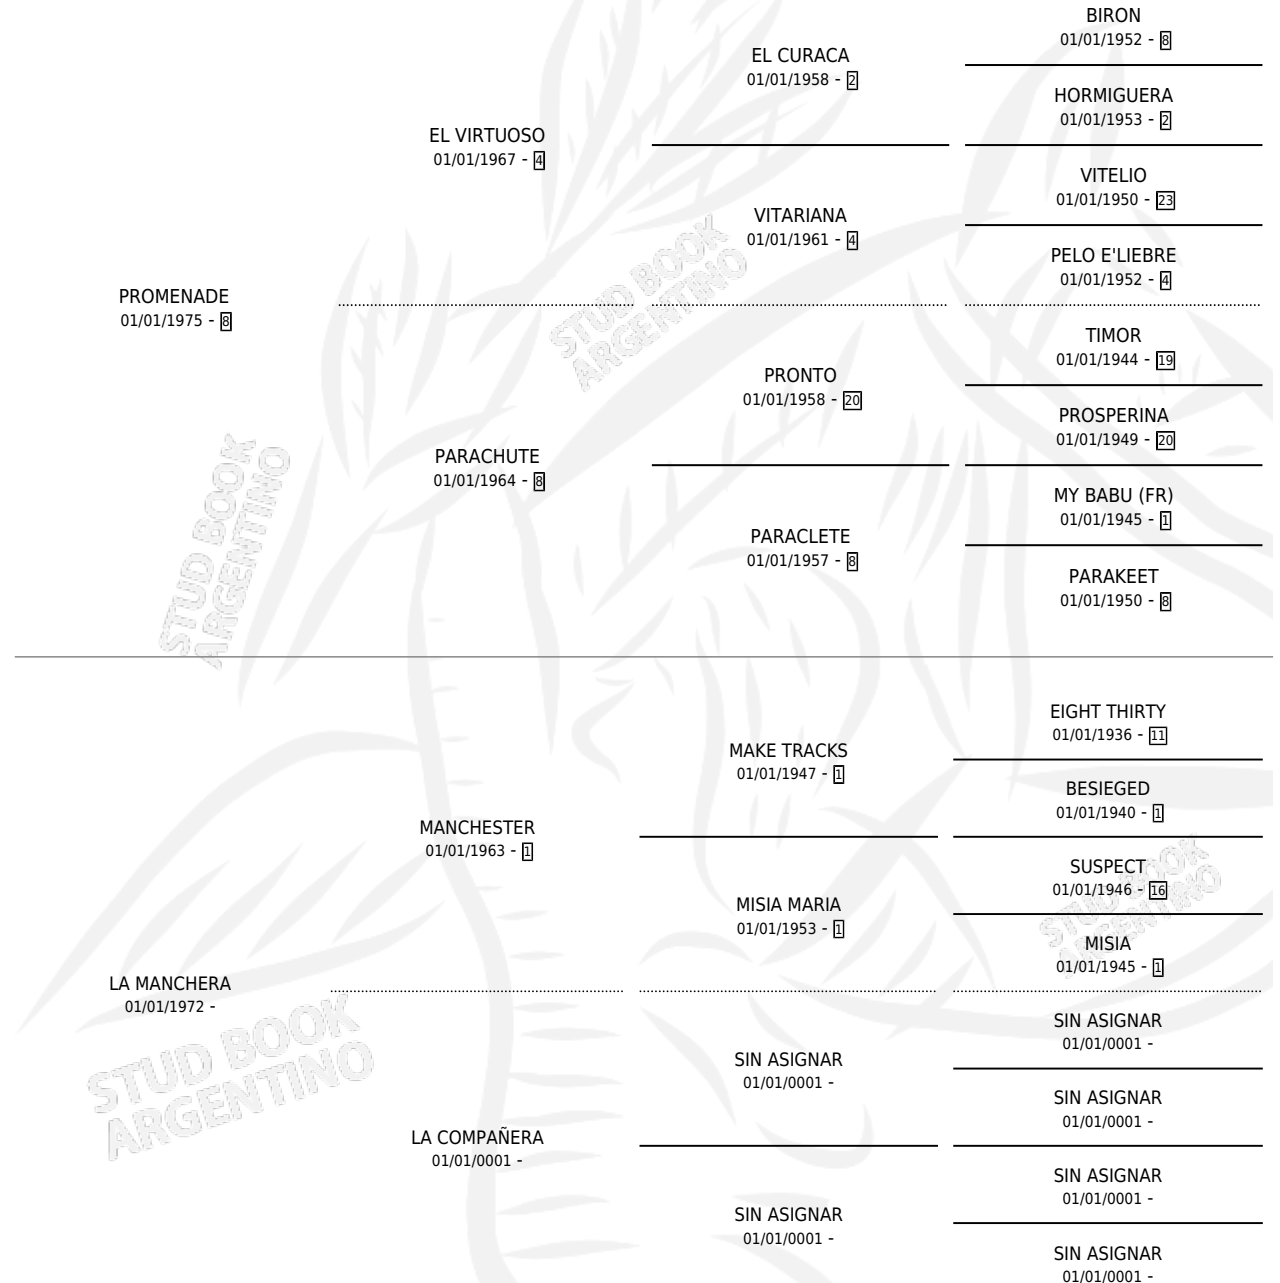 BIRON
01/01/1952 - 8
EL CURACA
01/01/1958 - 2
HORMIGUERA
01/01/1953 - 2
EL VIRTUOSO
01/01/1967 - 4
VITELIO
01/01/1950 - 23
VITARIANA
01/01/1961 - 4
PELO E'LIEBRE
01/01/1952 - 4
PROMENADE
01/01/1975 - 8
TIMOR
01/01/1944 - 19
PRONTO
01/01/1958 - 20
PROSPERINA
01/01/1949 - 20
PARACHUTE
01/01/1964 - 8
MY BABU (FR)
01/01/1945 - 1
PARACLETE
01/01/1957 - 8
PARAKEET
01/01/1950 - 8
EIGHT THIRTY
01/01/1936 - 11
MAKE TRACKS
01/01/1947 - 1
BESIEGED
01/01/1940 - 1
MANCHESTER
01/01/1963 - 1
SUSPECT
01/01/1946 - 16
MISIA MARIA
01/01/1953 - 1
MISIA
01/01/1945 - 1
LA MANCHERA
01/01/1972 -
SIN ASIGNAR
01/01/0001 -
SIN ASIGNAR
01/01/0001 -
SIN ASIGNAR
01/01/0001 -
LA COMPAÑERA
01/01/0001 -
SIN ASIGNAR
01/01/0001 -
SIN ASIGNAR
01/01/0001 -
SIN ASIGNAR
01/01/0001 -
STUD BOOK
ARGENTINO
STUD BOOK
ARGENTINO
STUD BOOK
ARGENTINO
STUD BOOK
ARGENTINO